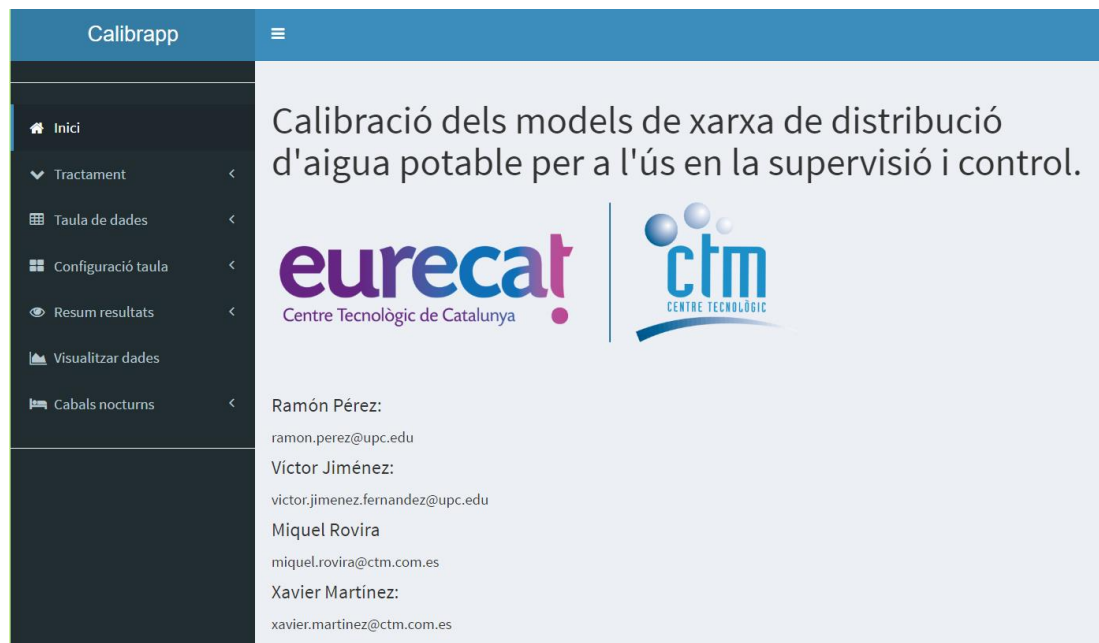 Calibrapp
Inici
Tractament
Taula de dades
Configuració taula
Resum resultats
Visualitzar dades
Cabals nocturns
Calibració dels models de xarxa de distribució
d'aigua potable per a l'ús en la supervisió i control.
eurecat
Centre Tecnològic de Catalunya
ctm
CENTRE TECNOLÒGIC
Ramón Pérez:
ramon.perez@upc.edu
Víctor Jiménez:
victor.jimenez.fernandez@upc.edu
Miquel Rovira
miquel.rovira@ctm.com.es
Xavier Martínez:
xavier.martinez@ctm.com.es